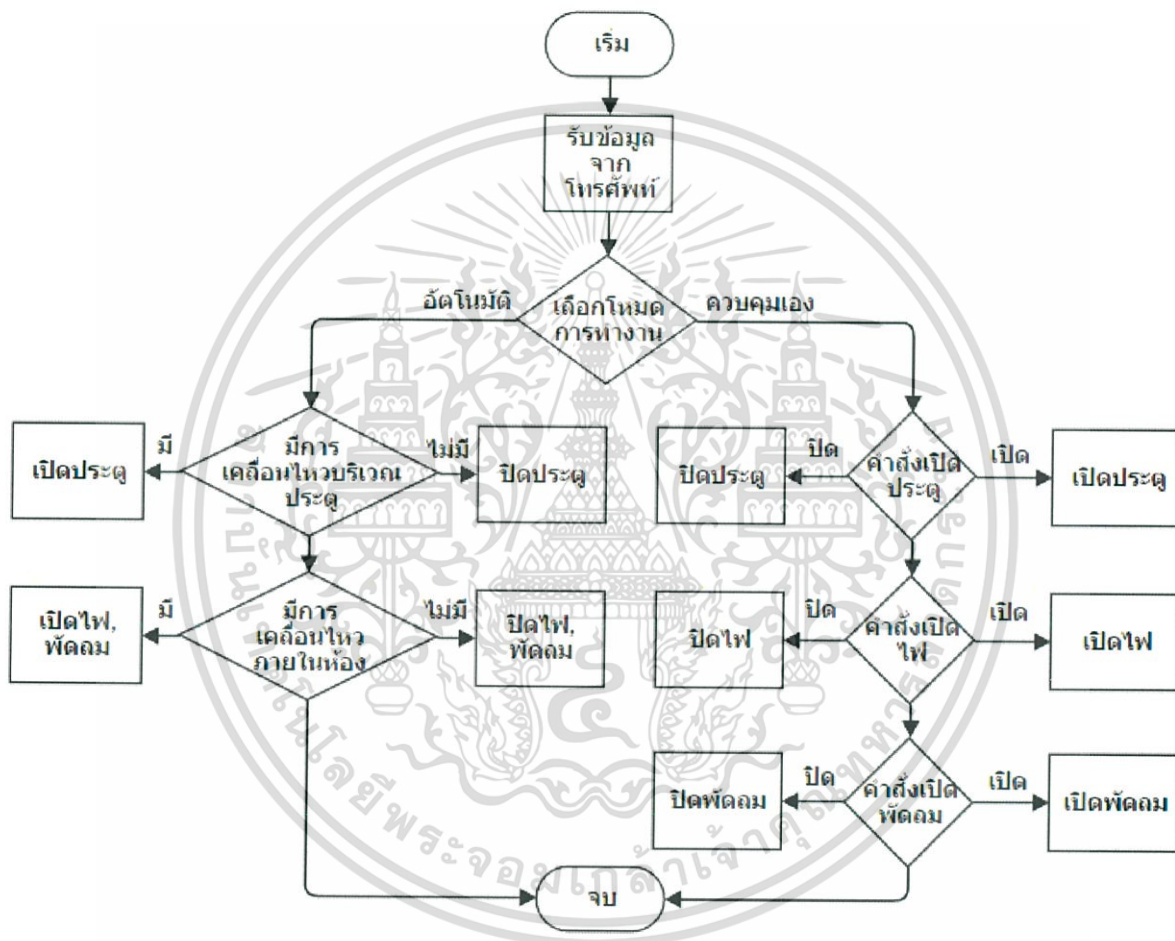 เริ่ม
รับข้อมูล
จาก
โทรศัพท์
เลือกโหมด
การทำงาน
อัตโนมัติ
ควบคุมเอง
มีการ
เคลื่อนไหวบริเวณ
ประตู
มี
เปิดประตู
ไม่มี
ปิดประตู
คำสั่งเปิด
ประตู
ปิด
ปิดประตู
เปิด
เปิดประตู
มีการ
เคลื่อนไหว
ภายในห้อง
มี
เปิดไฟ,
พัดลม
ไม่มี
ปิดไฟ,
พัดลม
คำสั่งเปิด
ไฟ
ปิด
ปิดไฟ
เปิด
เปิดไฟ
คำสั่งเปิด
พัดลม
ปิด
ปิดพัดลม
เปิด
เปิดพัดลม
จบ